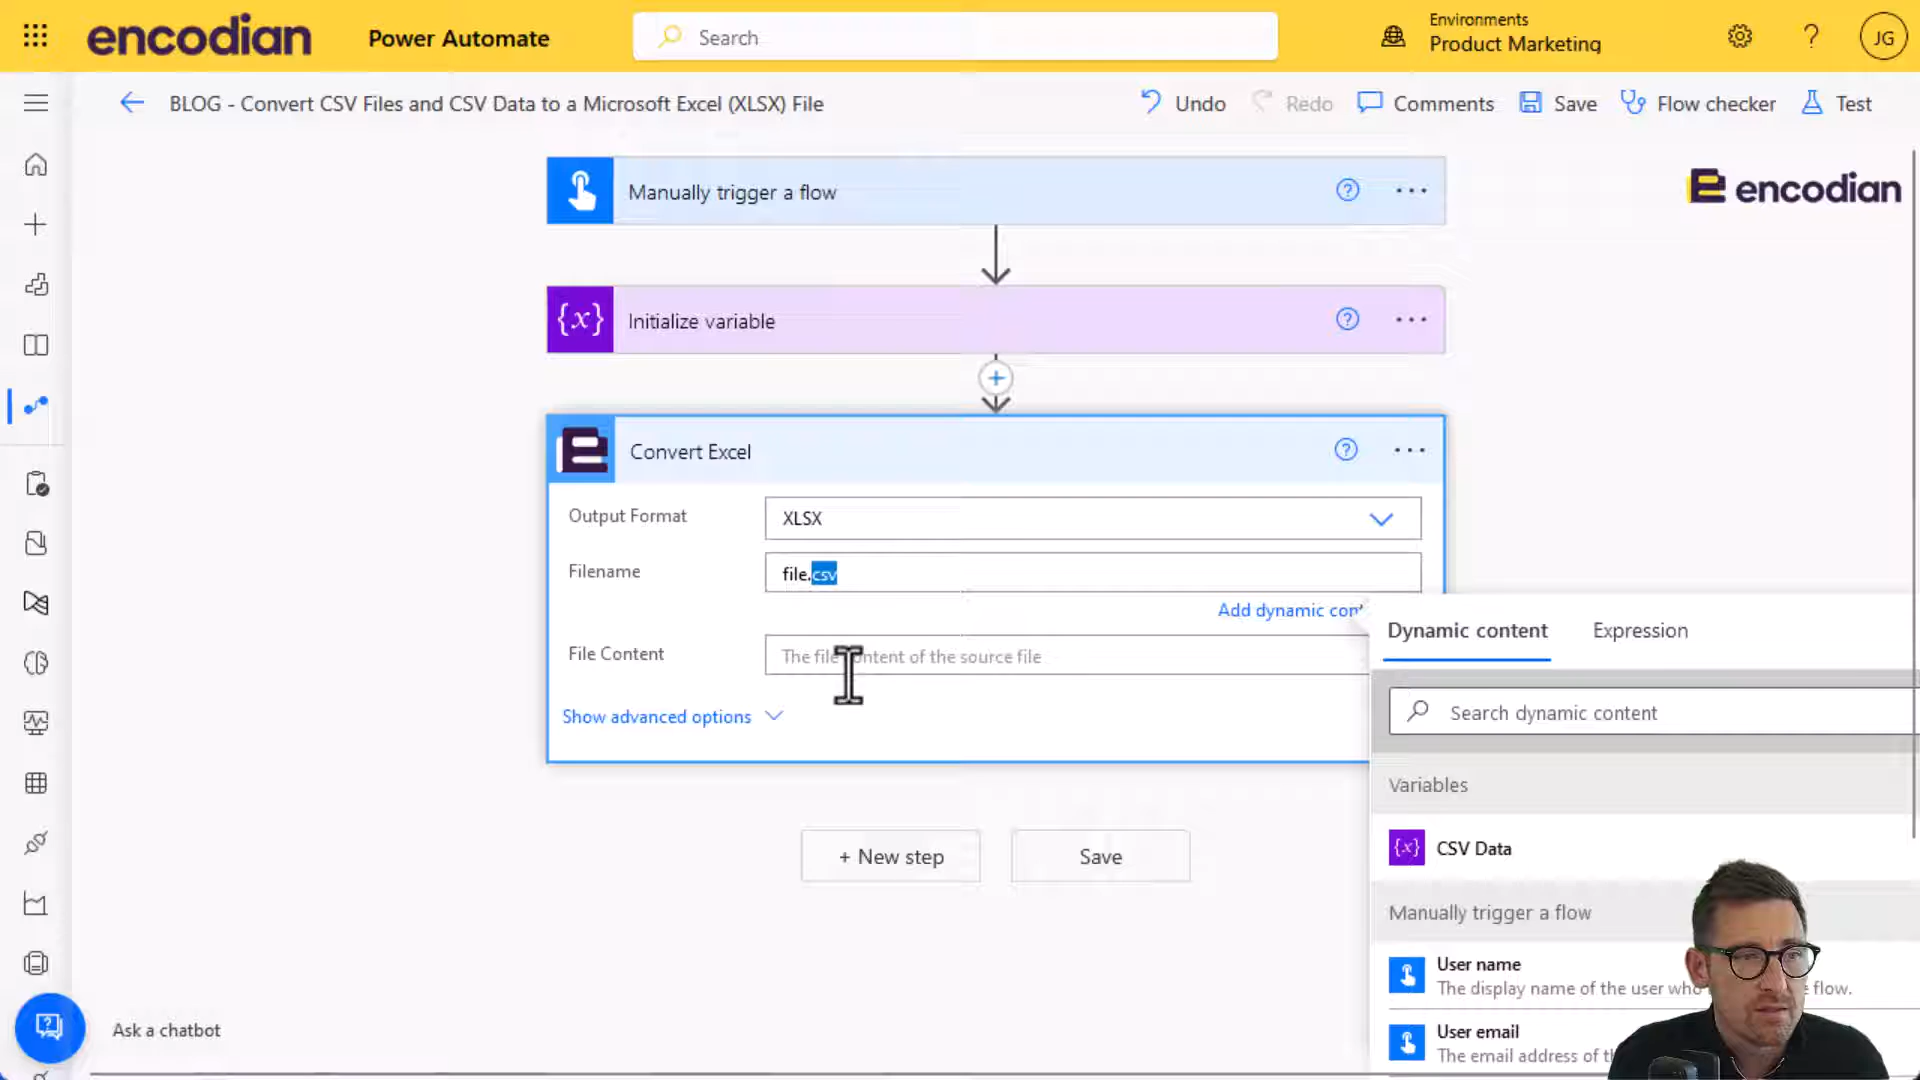 encodian
Power Automate
Search
Environments
Product Marketing
JG
BLOG - Convert CSV Files and CSV Data to a Microsoft Excel (XLSX) File
Undo
Redo
Comments
Save
Flow checker
Test
encodian
Manually trigger a flow
{x}
Initialize variable
Convert Excel
Output Format
XLSX
Filename
file.csv
Add dynamic cont
File Content
The file content of the source file
Show advanced options
+ New step
Save
Dynamic content
Expression
Search dynamic content
Variables
{x}
CSV Data
Manually trigger a flow
User name
The display name of the user who flow.
User email
The email address of
Ask a chatbot